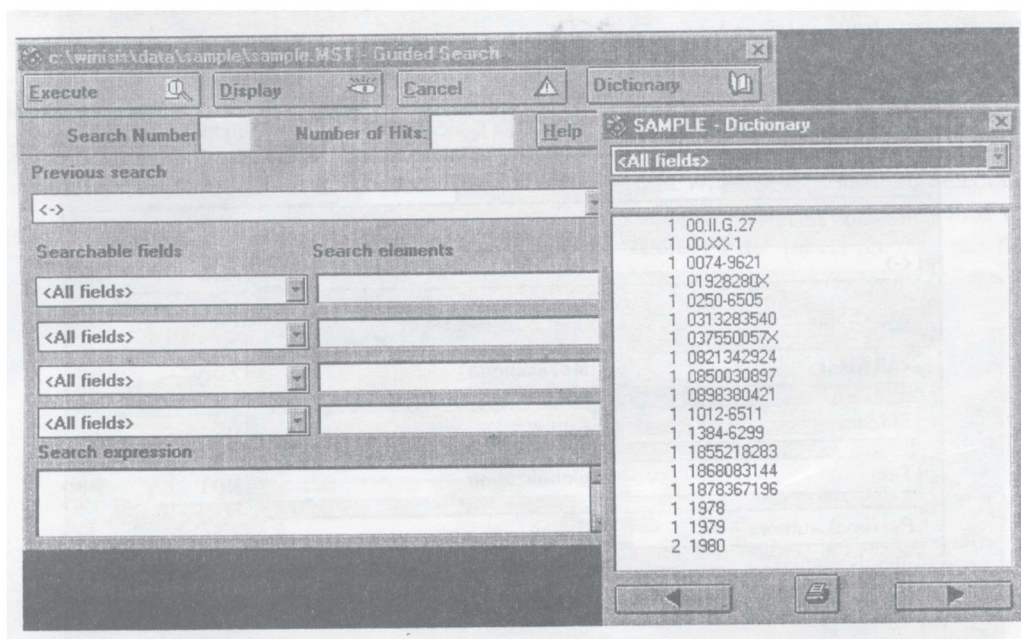 c:\winisis\data\sample\sample.MST - Guided Search
Execute Display Cancel Dictionary
Search Number Number of Hits: Help
Previous search
<->
Searchable fields Search elements
<All fields>
<All fields>
<All fields>
<All fields>
Search expression
SAMPLE - Dictionary
<All fields>
1 00.II.G.27
1 00.XX.1
1 0074-9621
1 01928280X
1 0250-6505
1 0313283540
1 037550057X
1 0821342924
1 0850030897
1 0898380421
1 1012-6511
1 1384-6299
1 1855218283
1 1868083144
1 1878367196
1 1978
1 1979
2 1980